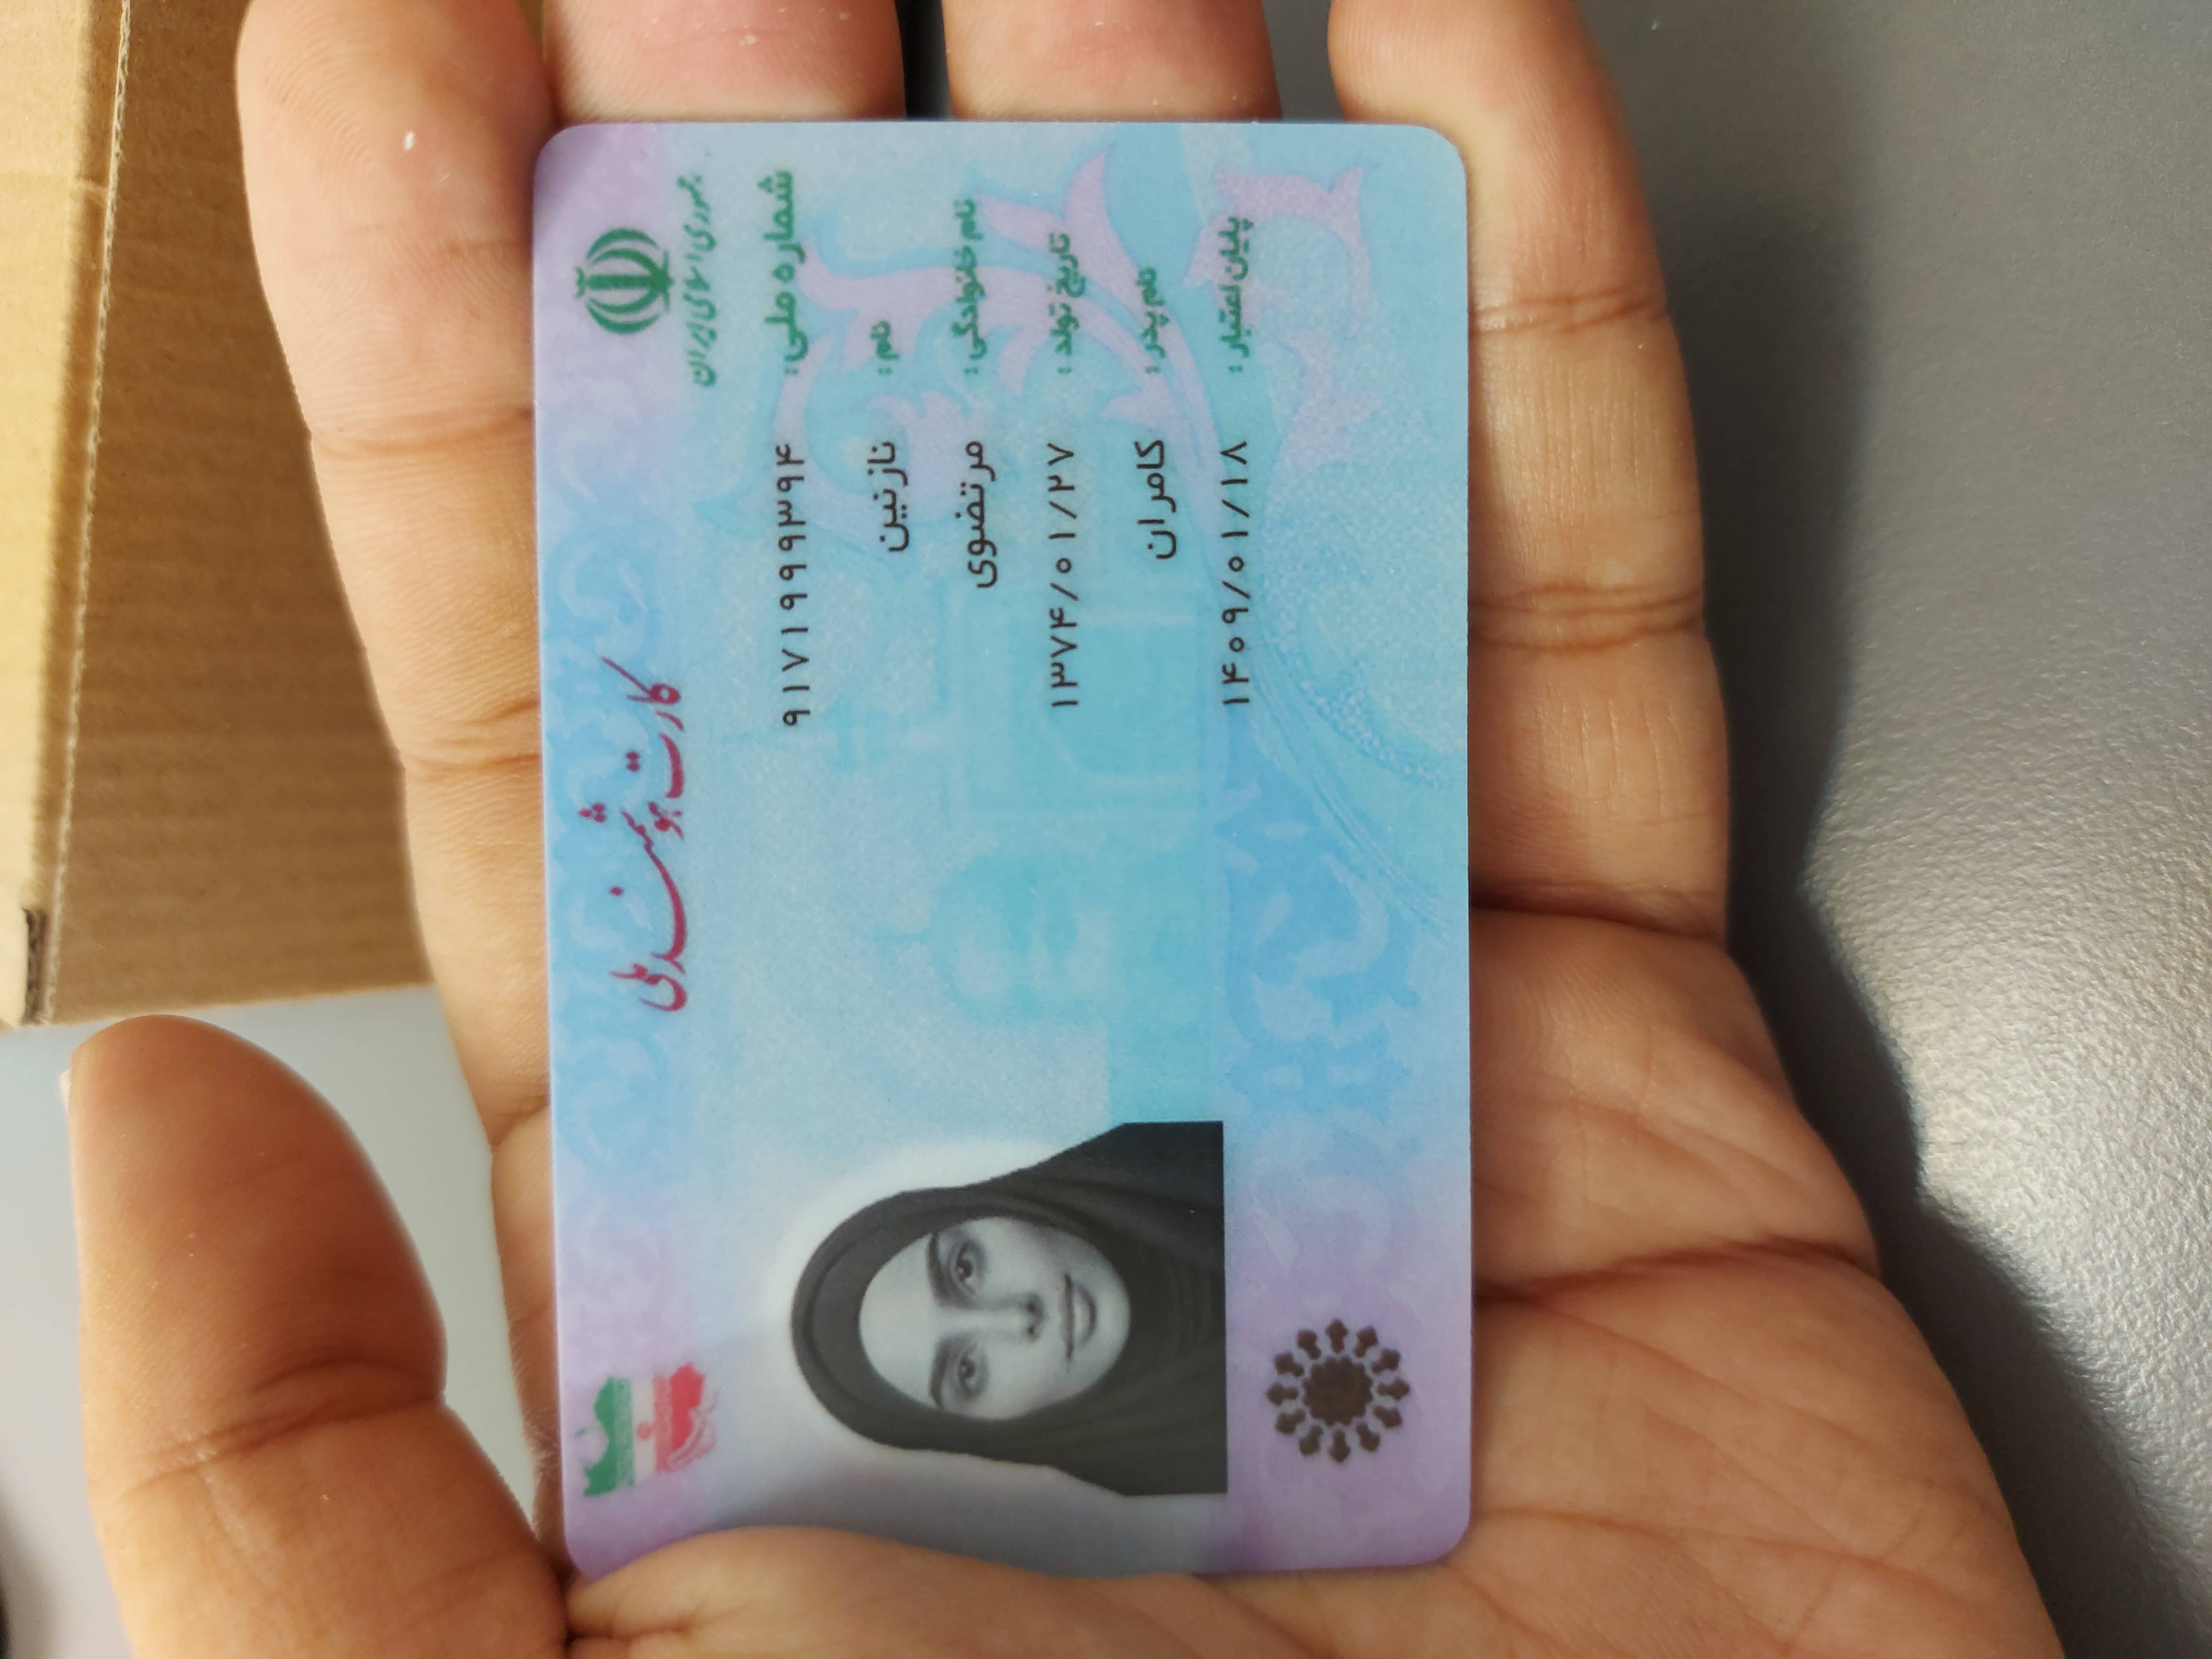 جمهوری اسلامی ایران
کارت هوشمند ملی
شماره ملی: ۹۱۷۱۹۹۹۳۹۴
نام: نازنین
نام خانوادگی: مرتضوی
تاریخ تولد: ۱۳۷۴/۰۱/۲۷
نام پدر: کامران
پایان اعتبار: ۱۴۰۹/۰۱/۱۸